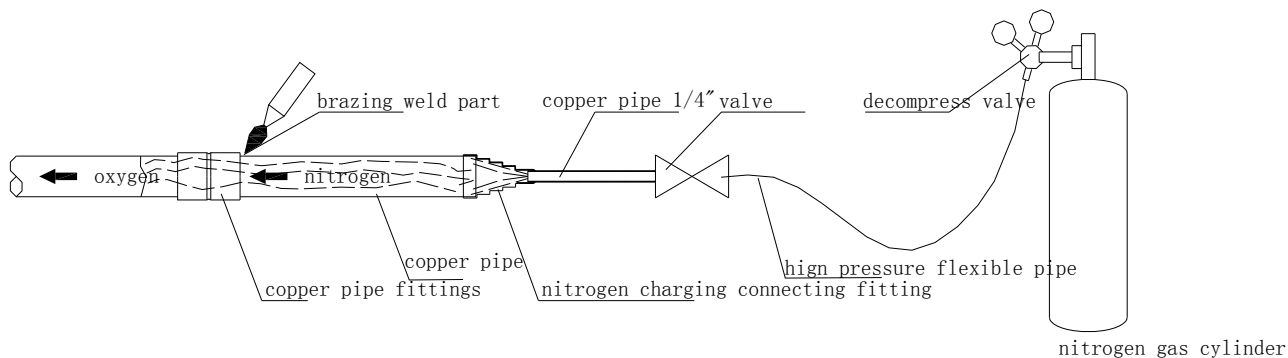 brazing weld part
copper pipe 1/4" valve
decompress valve
oxygen
nitrogen
copper pipe
hign pressure flexible pipe
copper pipe fittings
nitrogen charging connecting fitting
nitrogen gas cylinder